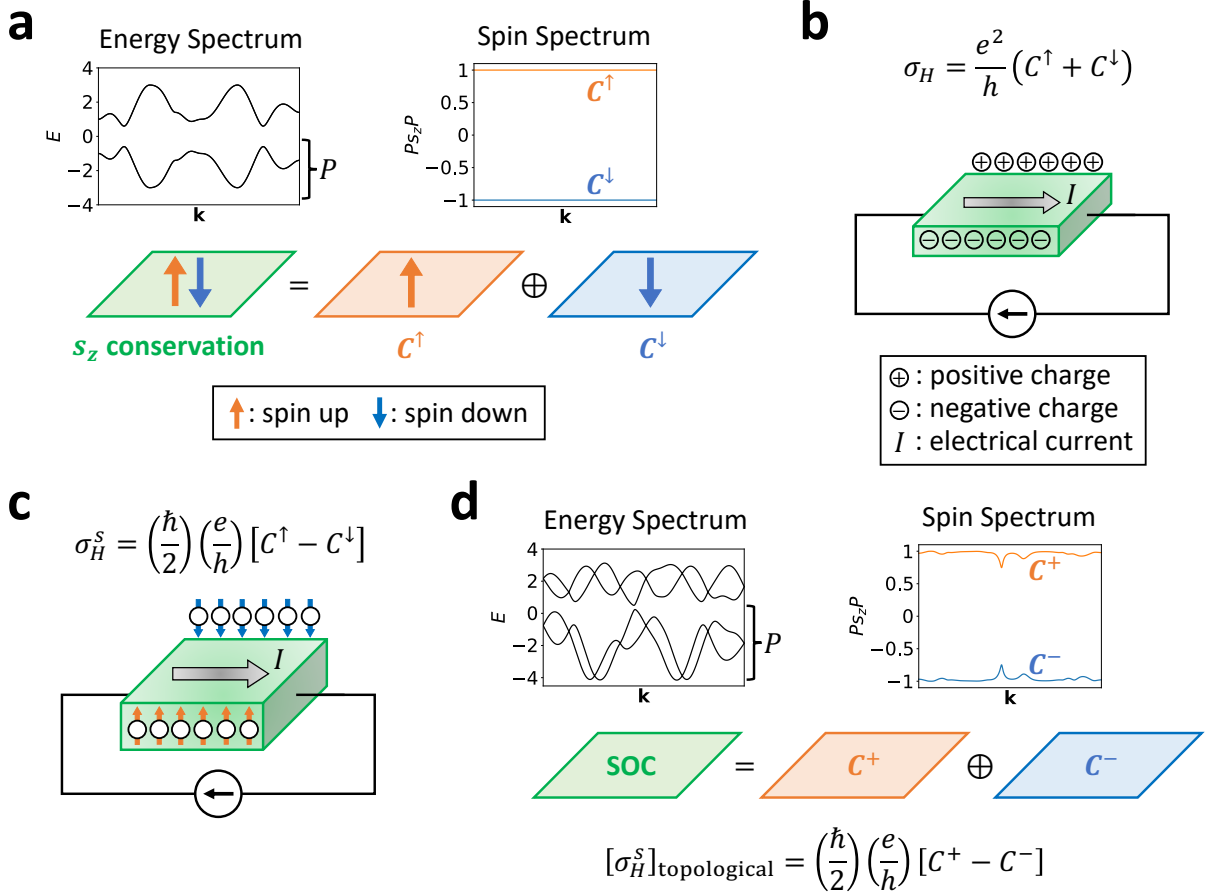 a
Energy Spectrum
Spin Spectrum
4
2
0
−2
−4
E
k
P
1
0.5
0
−0.5
−1
Ps_zP
k
C^↑
C^↓
=
⊕
s_z conservation
C^↑
C^↓
: spin up
: spin down
b
σ_H = e²/h (C^↑ + C^↓)
⊕⊕⊕⊕⊕⊕
I
⊖⊖⊖⊖⊖⊖
⊕ : positive charge
⊖ : negative charge
I : electrical current
c
σ_H^s = (ħ/2) (e/h) [C^↑ − C^↓]
I
d
Energy Spectrum
Spin Spectrum
4
2
0
−2
−4
E
k
P
1
0.5
0
−0.5
−1
Ps_zP
k
C^+
C^−
SOC
=
C^+
⊕
C^−
[σ_H^s]_topological = (ħ/2) (e/h) [C^+ − C^−]